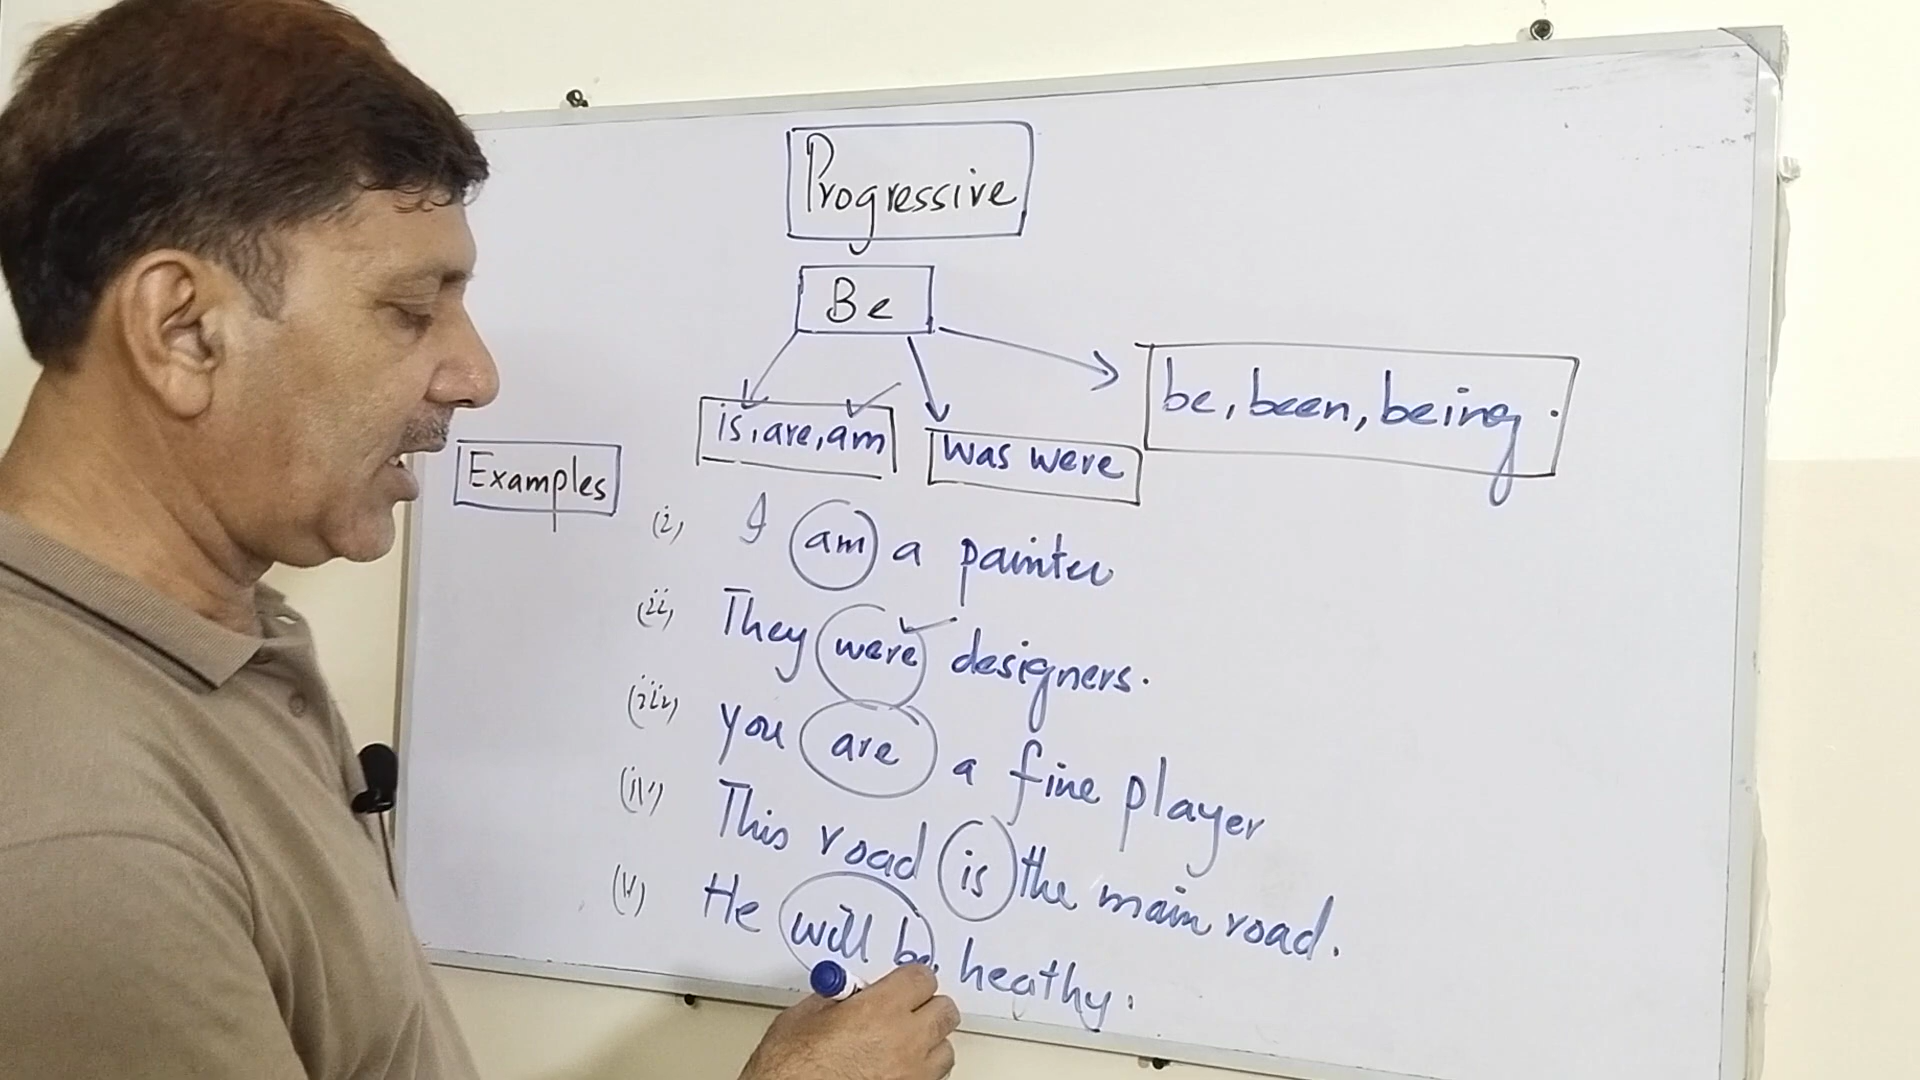 Progressive
Be
is, are, am
was were
be, been, being.
Examples
(i) I am a painter
(ii) They were designers.
(iii) you are a fine player
(iv) This road is the main road.
(v) He will be heathy.